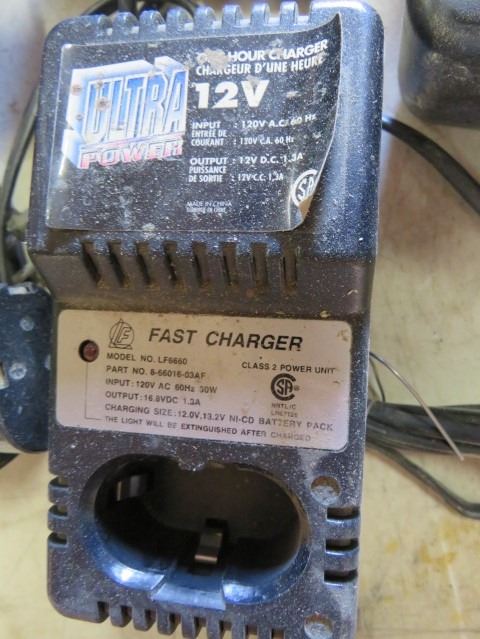 HOUR CHARGER
CHARGEUR D'UNE HEURE
ULTRA
POWER
12V
INPUT : 120V A.C. 60 Hz
ENTRÉE DE
COURANT : 120V C.A. 60 Hz
OUTPUT : 12V D.C. 1.3A
PUISSANCE
DE SORTIE : 12V C.C. 1.3A
MADE IN CHINA
FAST CHARGER
MODEL NO. LF6660
PART NO. 8-66016-03AF
CLASS 2 POWER UNIT
INPUT:120V AC 60Hz 30W
OUTPUT:16.8VDC 1.3A
NRTL/C
CHARGING SIZE:12.0V,13.2V NI-CD BATTERY PACK
THE LIGHT WILL BE EXTINGUISHED AFTER CHARGED